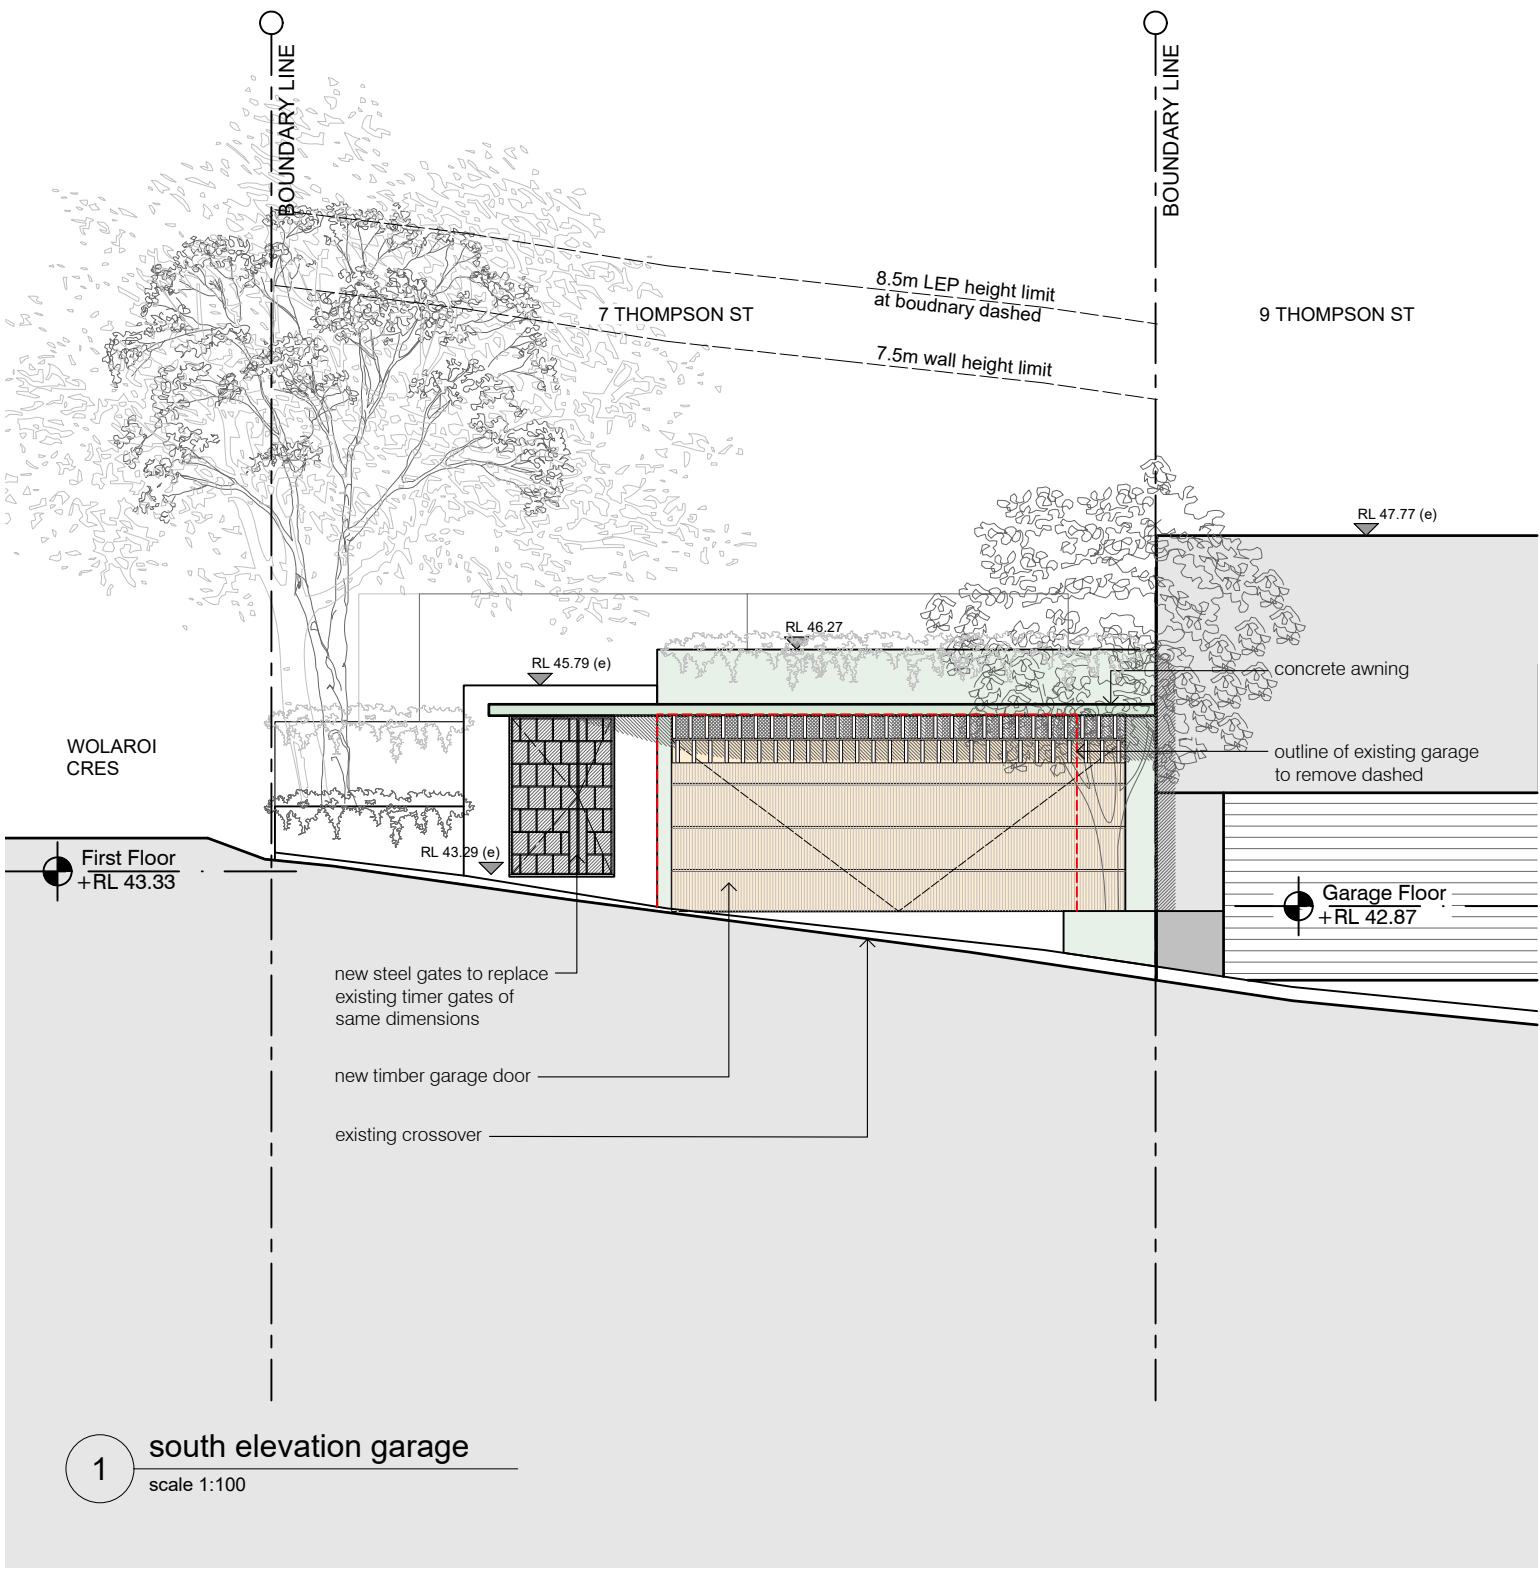 BOUNDARY LINE
BOUNDARY LINE
8.5m LEP height limit
at boudnary dashed
7 THOMPSON ST
9 THOMPSON ST
7.5m wall height limit
RL 47.77 (e)
RL 46.27
RL 45.79 (e)
concrete awning
WOLAROI
CRES
outline of existing garage
to remove dashed
RL 43.29 (e)
First Floor
+RL 43.33
Garage Floor
+RL 42.87
new steel gates to replace
existing timer gates of
same dimensions
new timber garage door
existing crossover
1
south elevation garage
scale 1:100